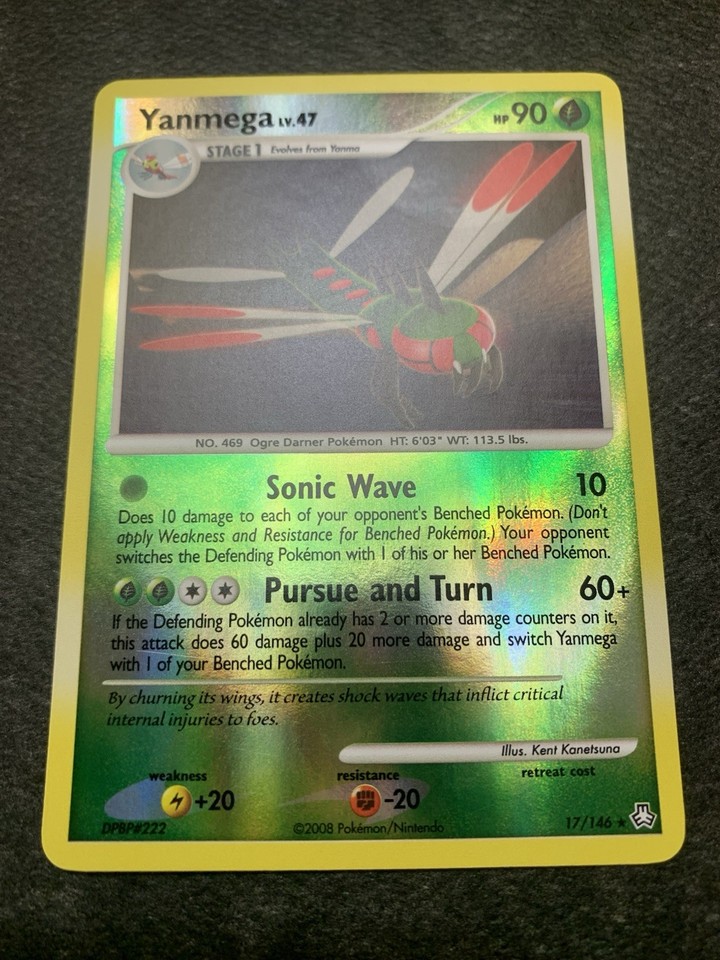 Yanmega LV.47 HP 90
STAGE 1 Evolves from Yanma
NO. 469 Ogre Darner Pokémon HT: 6'03" WT: 113.5 lbs.
Sonic Wave 10
Does 10 damage to each of your opponent's Benched Pokémon. (Don't
apply Weakness and Resistance for Benched Pokémon.) Your opponent
switches the Defending Pokémon with 1 of his or her Benched Pokémon.
Pursue and Turn 60+
If the Defending Pokémon already has 2 or more damage counters on it,
this attack does 60 damage plus 20 more damage and switch Yanmega
with 1 of your Benched Pokémon.
By churning its wings, it creates shock waves that inflict critical
internal injuries to foes.
Illus. Kent Kanetsuna
weakness resistance retreat cost
+20 -20
DPBP#222 ©2008 Pokémon/Nintendo 17/146 ★